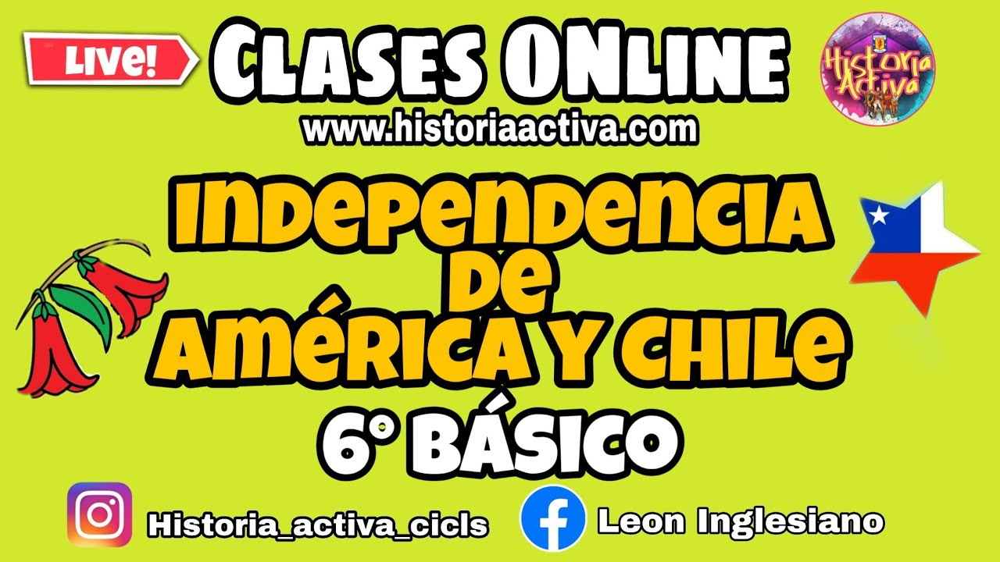 LIVE!
CLASES ONLINE
Historia
Activa
www.historiaactiva.com
INDEPENDENCIA
DE
AMÉRICA Y CHILE
6° BÁSICO
Historia_activa_cicls
Leon Inglesiano